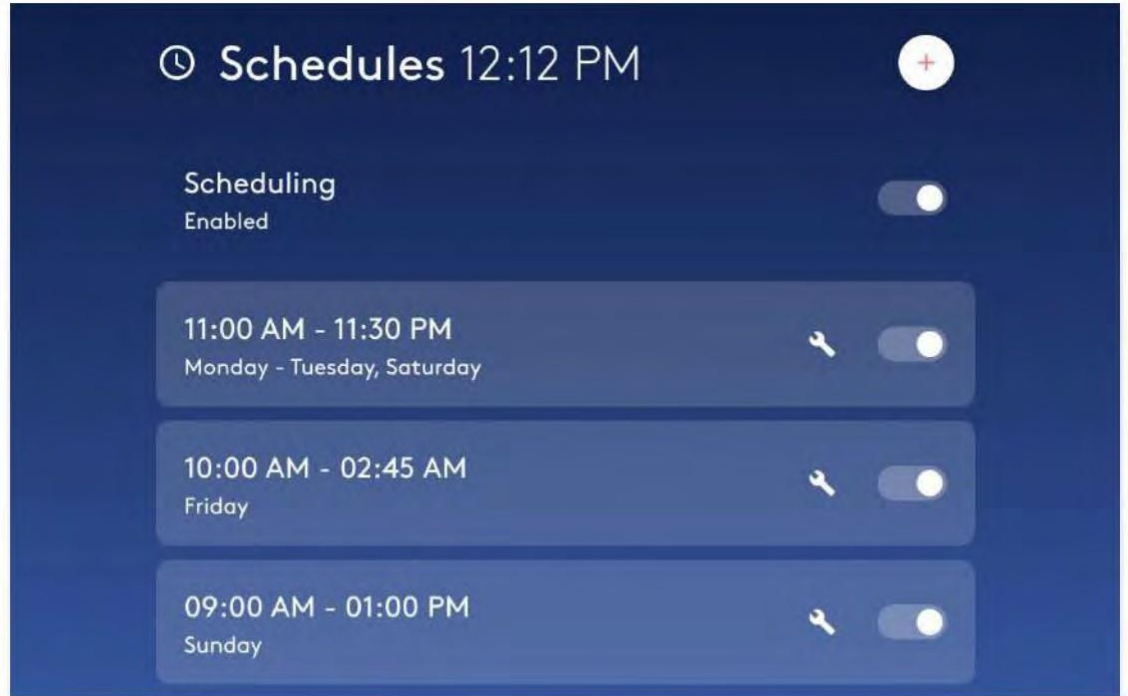 Schedules 12:12 PM
Scheduling
Enabled
11:00 AM - 11:30 PM
Monday - Tuesday, Saturday
10:00 AM - 02:45 AM
Friday
09:00 AM - 01:00 PM
Sunday